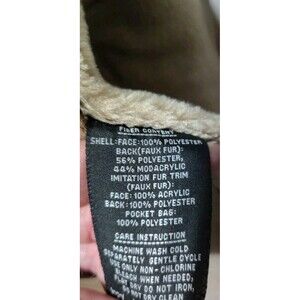 FIBER CONTENT
SHELL: FACE: 100% POLYESTER
BACK(FAUX FUR):
56% POLYESTER,
44% MODACRYLIC
IMITATION FUR TRIM
(FAUX FUR):
FACE: 100% ACRYLIC
BACK: 100% POLYESTER
POCKET BAG:
100% POLYESTER
CARE INSTRUCTION
MACHINE WASH COLD
SEPARATELY GENTLE CYCLE
USE ONLY NON-CHLORINE
BLEACH WHEN NEEDED,
FLAT DRY DO NOT IRON,
DO NOT DRY CLEAN